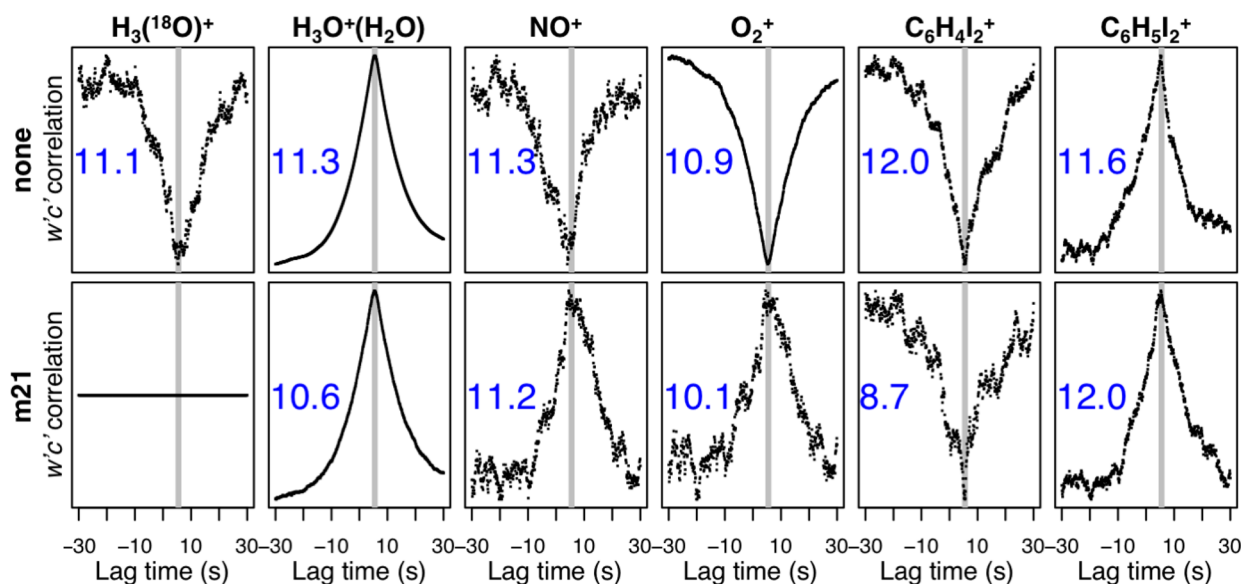 H₃(¹⁸O)⁺ H₃O⁺(H₂O) NO⁺ O₂⁺ C₆H₄I₂⁺ C₆H₅I₂⁺
none
w'c' correlation
11.1 11.3 11.3 10.9 12.0 11.6
m21
w'c' correlation
10.6 11.2 10.1 8.7 12.0
−30 −10 10 30 −30 −10 10 30 −30 −10 10 30 −30 −10 10 30 −30 −10 10 30 −30 −10 10 30
Lag time (s) Lag time (s) Lag time (s) Lag time (s) Lag time (s) Lag time (s)